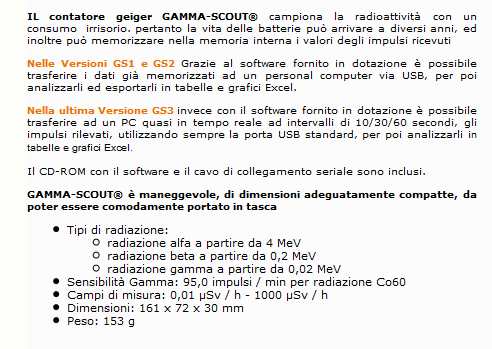 IL contatore geiger GAMMA-SCOUT® campiona la radioattività con un
consumo irrisorio. pertanto la vita delle batterie può arrivare a diversi anni, ed
inoltre può memorizzare nella memoria interna i valori degli impulsi ricevuti
Nelle Versioni GS1 e GS2 Grazie al software fornito in dotazione è possibile
trasferire i dati già memorizzati ad un personal computer via USB, per poi
analizzarli ed esportarli in tabelle e grafici Excel.
Nella ultima Versione GS3 invece con il software fornito in dotazione è possibile
trasferire ad un PC quasi in tempo reale ad intervalli di 10/30/60 secondi, gli
impulsi rilevati, utilizzando sempre la porta USB standard, per poi analizzarli in
tabelle e grafici Excel.
Il CD-ROM con il software e il cavo di collegamento seriale sono inclusi.
GAMMA-SCOUT® è maneggevole, di dimensioni adeguatamente compatte, da
poter essere comodamente portato in tasca
● Tipi di radiazione:
○ radiazione alfa a partire da 4 MeV
○ radiazione beta a partire da 0,2 MeV
○ radiazione gamma a partire da 0,02 MeV
● Sensibilità Gamma: 95,0 impulsi / min per radiazione Co60
● Campi di misura: 0,01 µSv / h - 1000 µSv / h
● Dimensioni: 161 x 72 x 30 mm
● Peso: 153 g